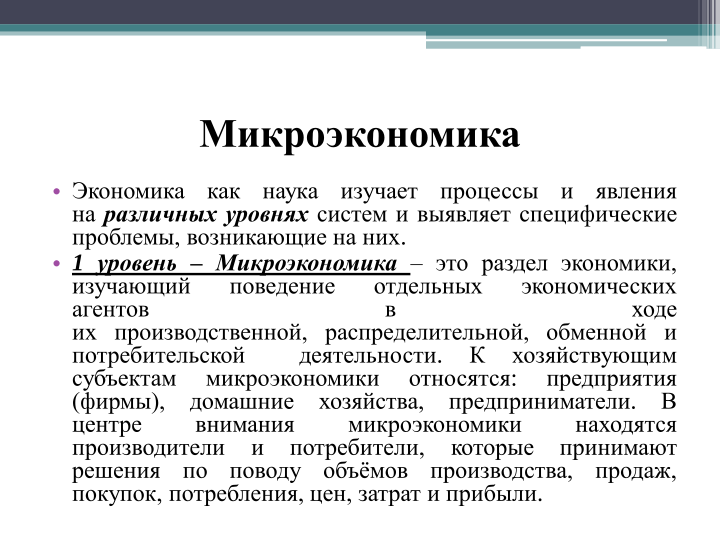 Микроэкономика
• Экономика как наука изучает процессы и явления
на различных уровнях систем и выявляет специфические
проблемы, возникающие на них.
• 1 уровень – Микроэкономика – это раздел экономики,
изучающий поведение отдельных экономических
агентов в ходе
их производственной, распределительной, обменной и
потребительской деятельности. К хозяйствующим
субъектам микроэкономики относятся: предприятия
(фирмы), домашние хозяйства, предприниматели. В
центре внимания микроэкономики находятся
производители и потребители, которые принимают
решения по поводу объёмов производства, продаж,
покупок, потребления, цен, затрат и прибыли.